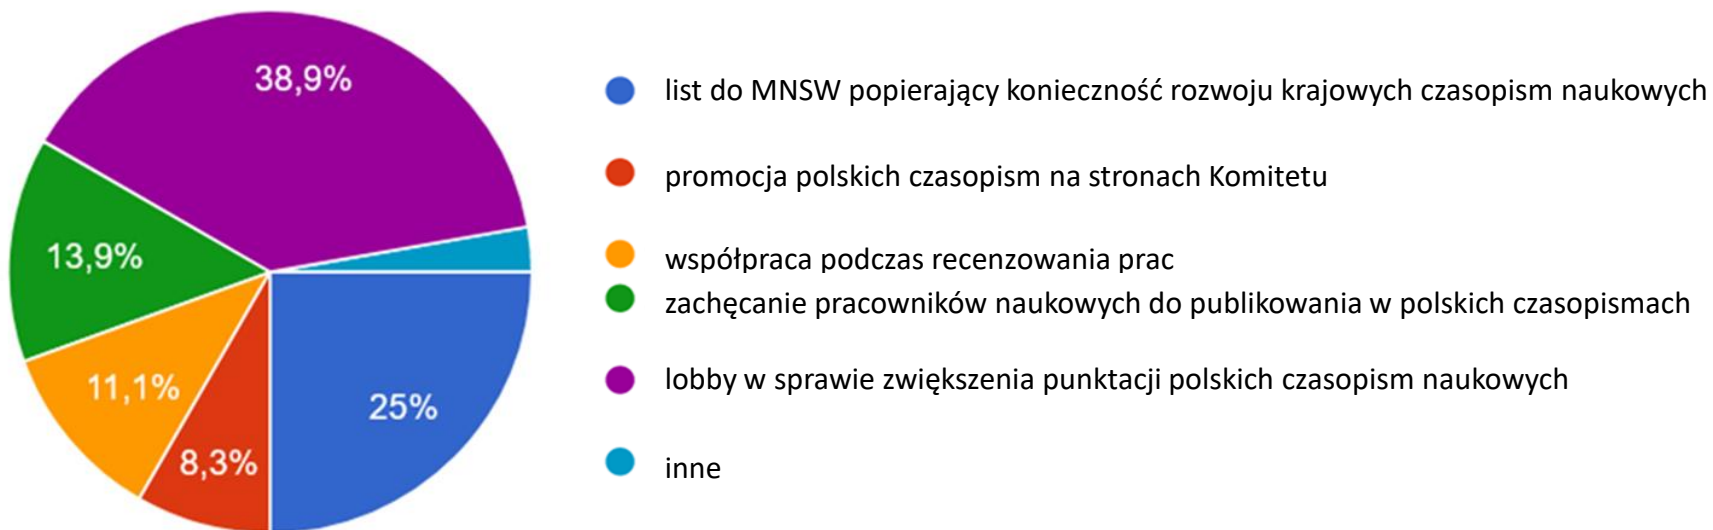 38,9%
13,9%
11,1%
8,3%
25%
list do MNSW popierający konieczność rozwoju krajowych czasopism naukowych
promocja polskich czasopism na stronach Komitetu
współpraca podczas recenzowania prac
zachęcanie pracowników naukowych do publikowania w polskich czasopismach
lobby w sprawie zwiększenia punktacji polskich czasopism naukowych
inne